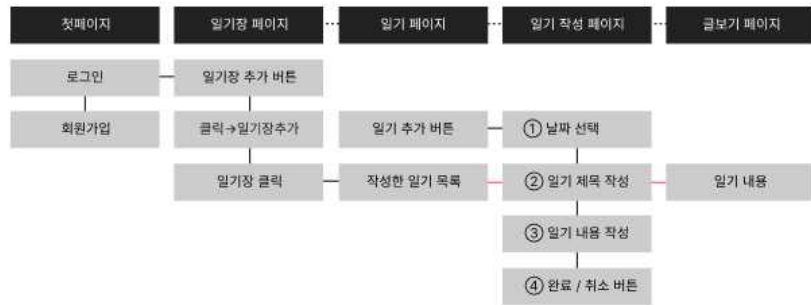 첫페이지
일기장 페이지
일기 페이지
일기 작성 페이지
글보기 페이지
로그인
일기장 추가 버튼
회원가입
클릭→일기장추가
일기 추가 버튼
① 날짜 선택
일기장 클릭
작성한 일기 목록
② 일기 제목 작성
일기 내용
③ 일기 내용 작성
④ 완료 / 취소 버튼